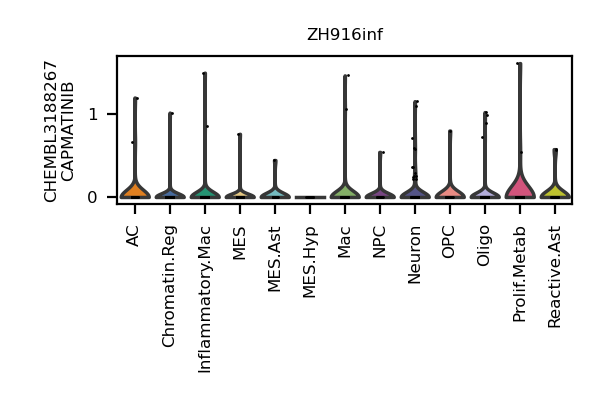 ZH916inf
CHEMBL3188267
CAPMATINIB
1
0
AC
Chromatin.Reg
Inflammatory.Mac
MES
MES.Ast
MES.Hyp
Mac
NPC
Neuron
OPC
Oligo
Prolif.Metab
Reactive.Ast